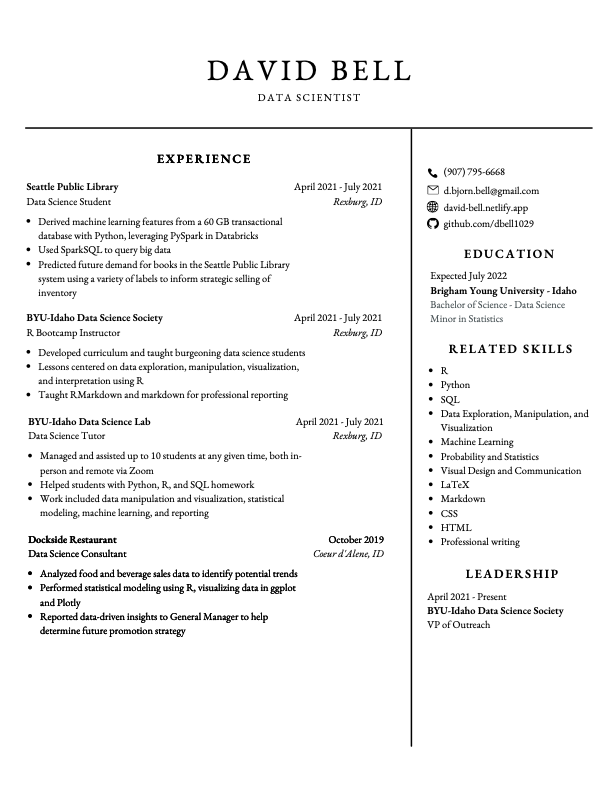 DAVID BELL
DATA SCIENTIST
EXPERIENCE
Seattle Public Library April 2021 - July 2021
Data Science Student Rexburg, ID
• Derived machine learning features from a 60 GB transactional
database with Python, leveraging PySpark in Databricks
• Used SparkSQL to query big data
• Predicted future demand for books in the Seattle Public Library
system using a variety of labels to inform strategic selling of
inventory
BYU-Idaho Data Science Society April 2021 - July 2021
R Bootcamp Instructor Rexburg, ID
• Developed curriculum and taught burgeoning data science students
• Lessons centered on data exploration, manipulation, visualization,
and interpretation using R
• Taught RMarkdown and markdown for professional reporting
BYU-Idaho Data Science Lab April 2021 - July 2021
Data Science Tutor Rexburg, ID
• Managed and assisted up to 10 students at any given time, both in-
person and remote via Zoom
• Helped students with Python, R, and SQL homework
• Work included data manipulation and visualization, statistical
modeling, machine learning, and reporting
Dockside Restaurant October 2019
Data Science Consultant Coeur d'Alene, ID
• Analyzed food and beverage sales data to identify potential trends
• Performed statistical modeling using R, visualizing data in ggplot
and Plotly
• Reported data-driven insights to General Manager to help
determine future promotion strategy
(907) 795-6668
d.bjorn.bell@gmail.com
david-bell.netlify.app
github.com/dbell1029
EDUCATION
Expected July 2022
Brigham Young University - Idaho
Bachelor of Science - Data Science
Minor in Statistics
RELATED SKILLS
• R
• Python
• SQL
• Data Exploration, Manipulation, and
Visualization
• Machine Learning
• Probability and Statistics
• Visual Design and Communication
• LaTeX
• Markdown
• CSS
• HTML
• Professional writing
LEADERSHIP
April 2021 - Present
BYU-Idaho Data Science Society
VP of Outreach